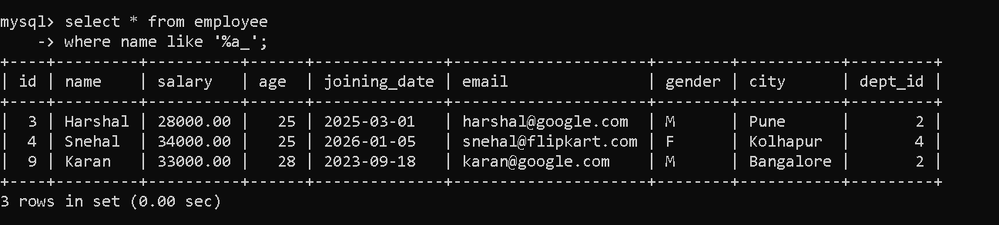 mysql> select * from employee
    -> where name like '%a_';
+----+---------+----------+------+--------------+---------------------+--------+-----------+---------+
| id | name    | salary   | age  | joining_date | email               | gender | city      | dept_id |
+----+---------+----------+------+--------------+---------------------+--------+-----------+---------+
|  3 | Harshal | 28000.00 |   25 | 2025-03-01   | harshal@google.com  | M      | Pune      |       2 |
|  4 | Snehal  | 34000.00 |   25 | 2026-01-05   | snehal@flipkart.com | F      | Kolhapur  |       4 |
|  9 | Karan   | 33000.00 |   28 | 2023-09-18   | karan@google.com    | M      | Bangalore |       2 |
+----+---------+----------+------+--------------+---------------------+--------+-----------+---------+
3 rows in set (0.00 sec)